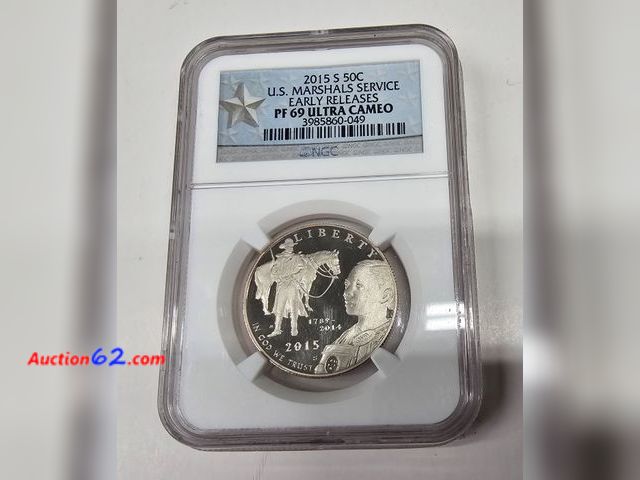 2015 S 50C
U.S. MARSHALS SERVICE
EARLY RELEASES
PF 69 ULTRA CAMEO
3985860-049
NGC
LIBERTY
1789-
2014
2015
S
IN GOD WE TRUST
Auction62.com